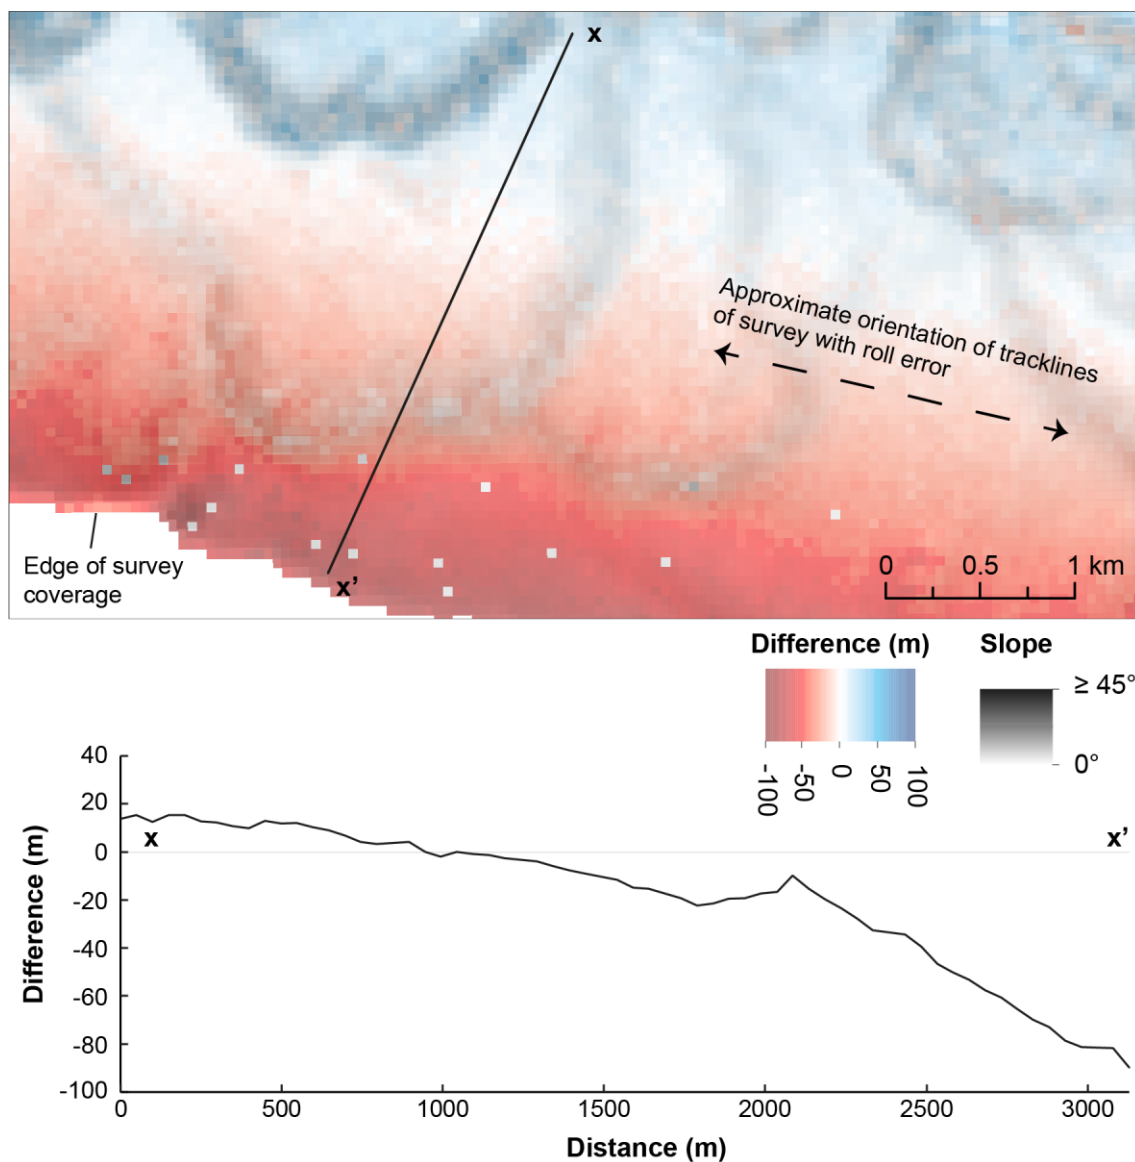 x
Approximate orientation of tracklines
of survey with roll error
Edge of survey
coverage
x'
0 0.5 1 km
Difference (m)
-100 -50 0 50 100
Slope
≥ 45°
0°
Difference (m)
40
20
0
-20
-40
-60
-80
-100
x
x'
0 500 1000 1500 2000 2500 3000
Distance (m)